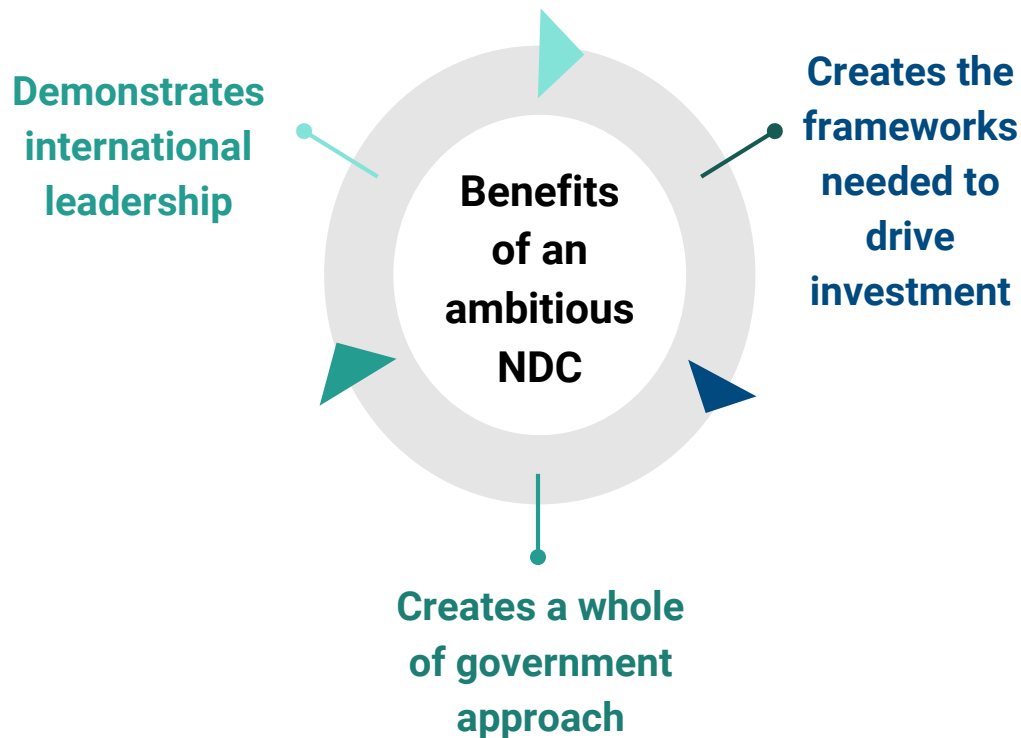 Demonstrates
international
leadership
Benefits
of an
ambitious
NDC
Creates the
frameworks
needed to
drive
investment
Creates a whole
of government
approach